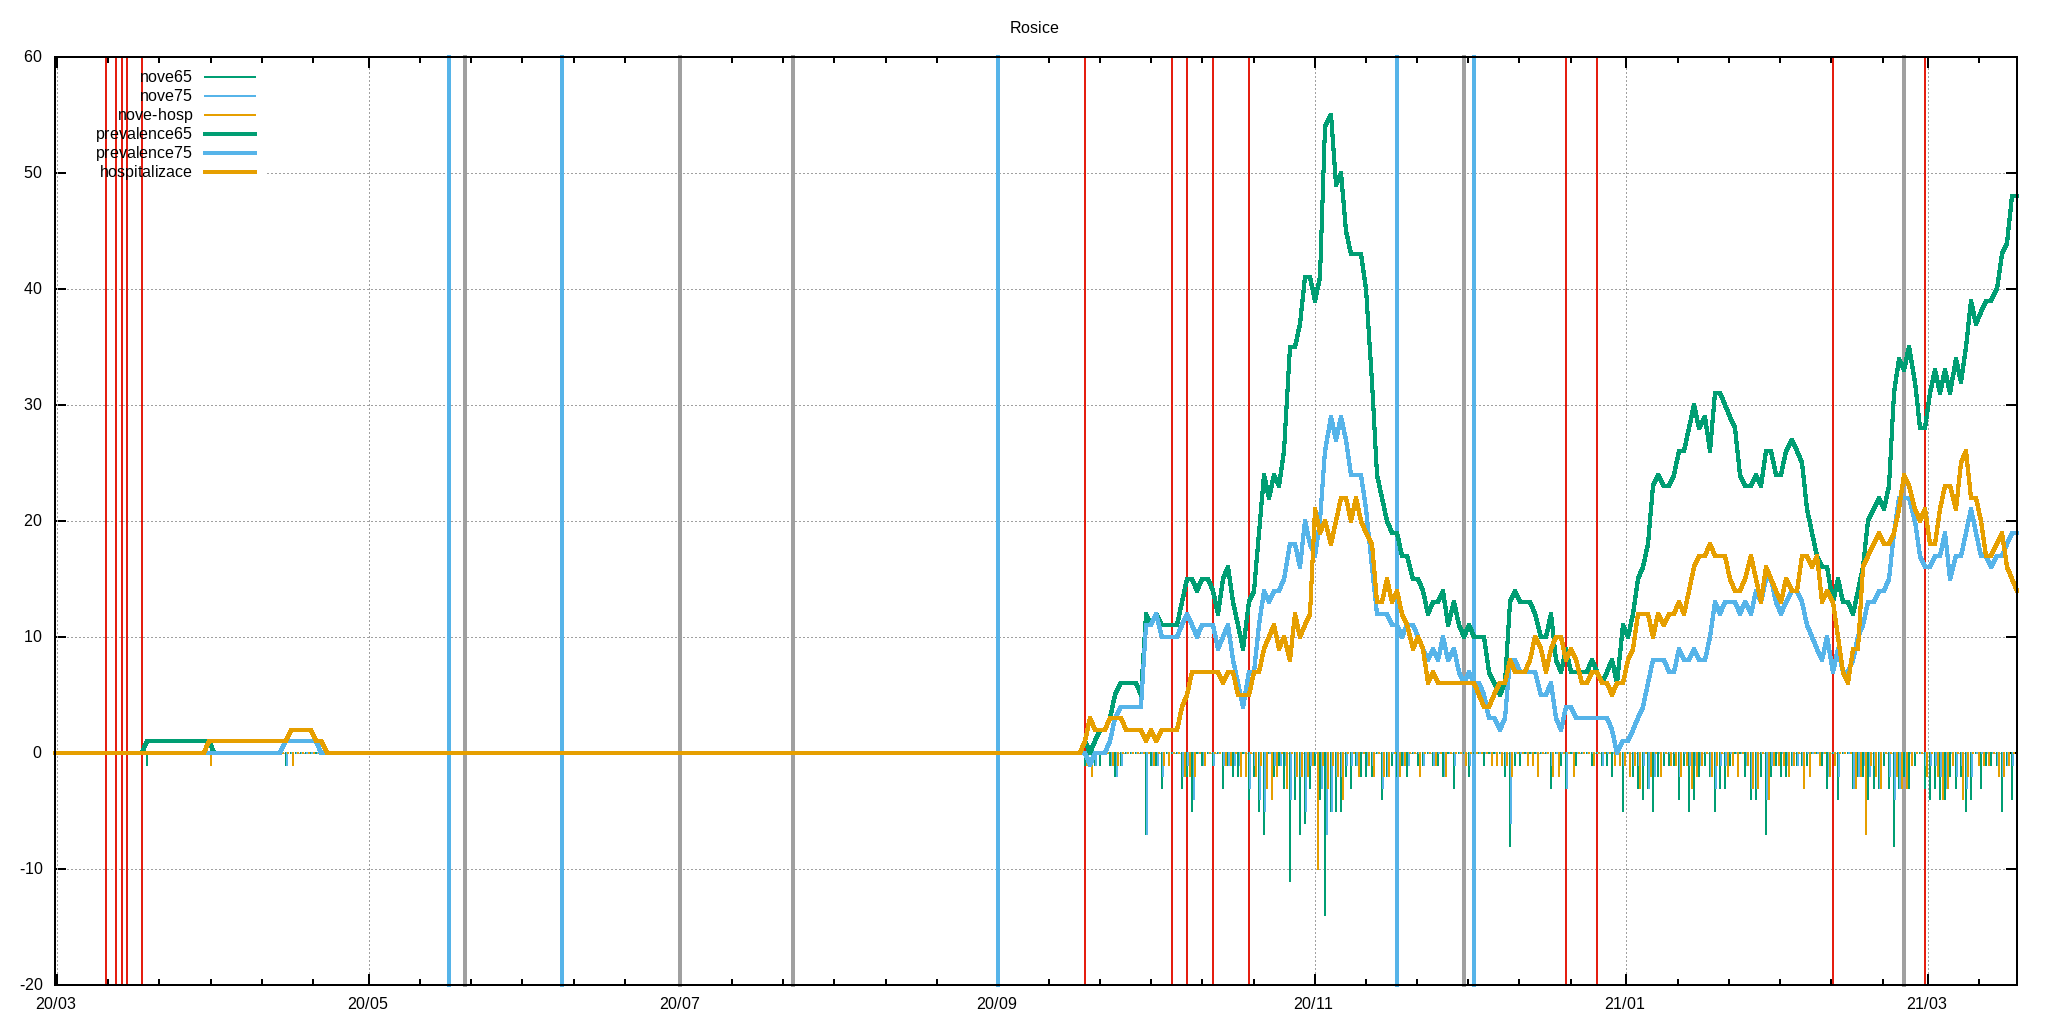 Rosice
60
50
40
30
20
10
0
-10
-20
nove65
nove75
nove-hosp
prevalence65
prevalence75
hospitalizace
20/03 20/05 20/07 20/09 20/11 21/01 21/03